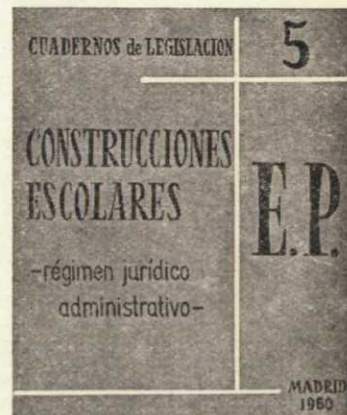 CUADERNOS de LEGISLACION
5
CONSTRUCCIONES
ESCOLARES
E.P.
-régimen jurídico
administrativo-
MADRID
1960